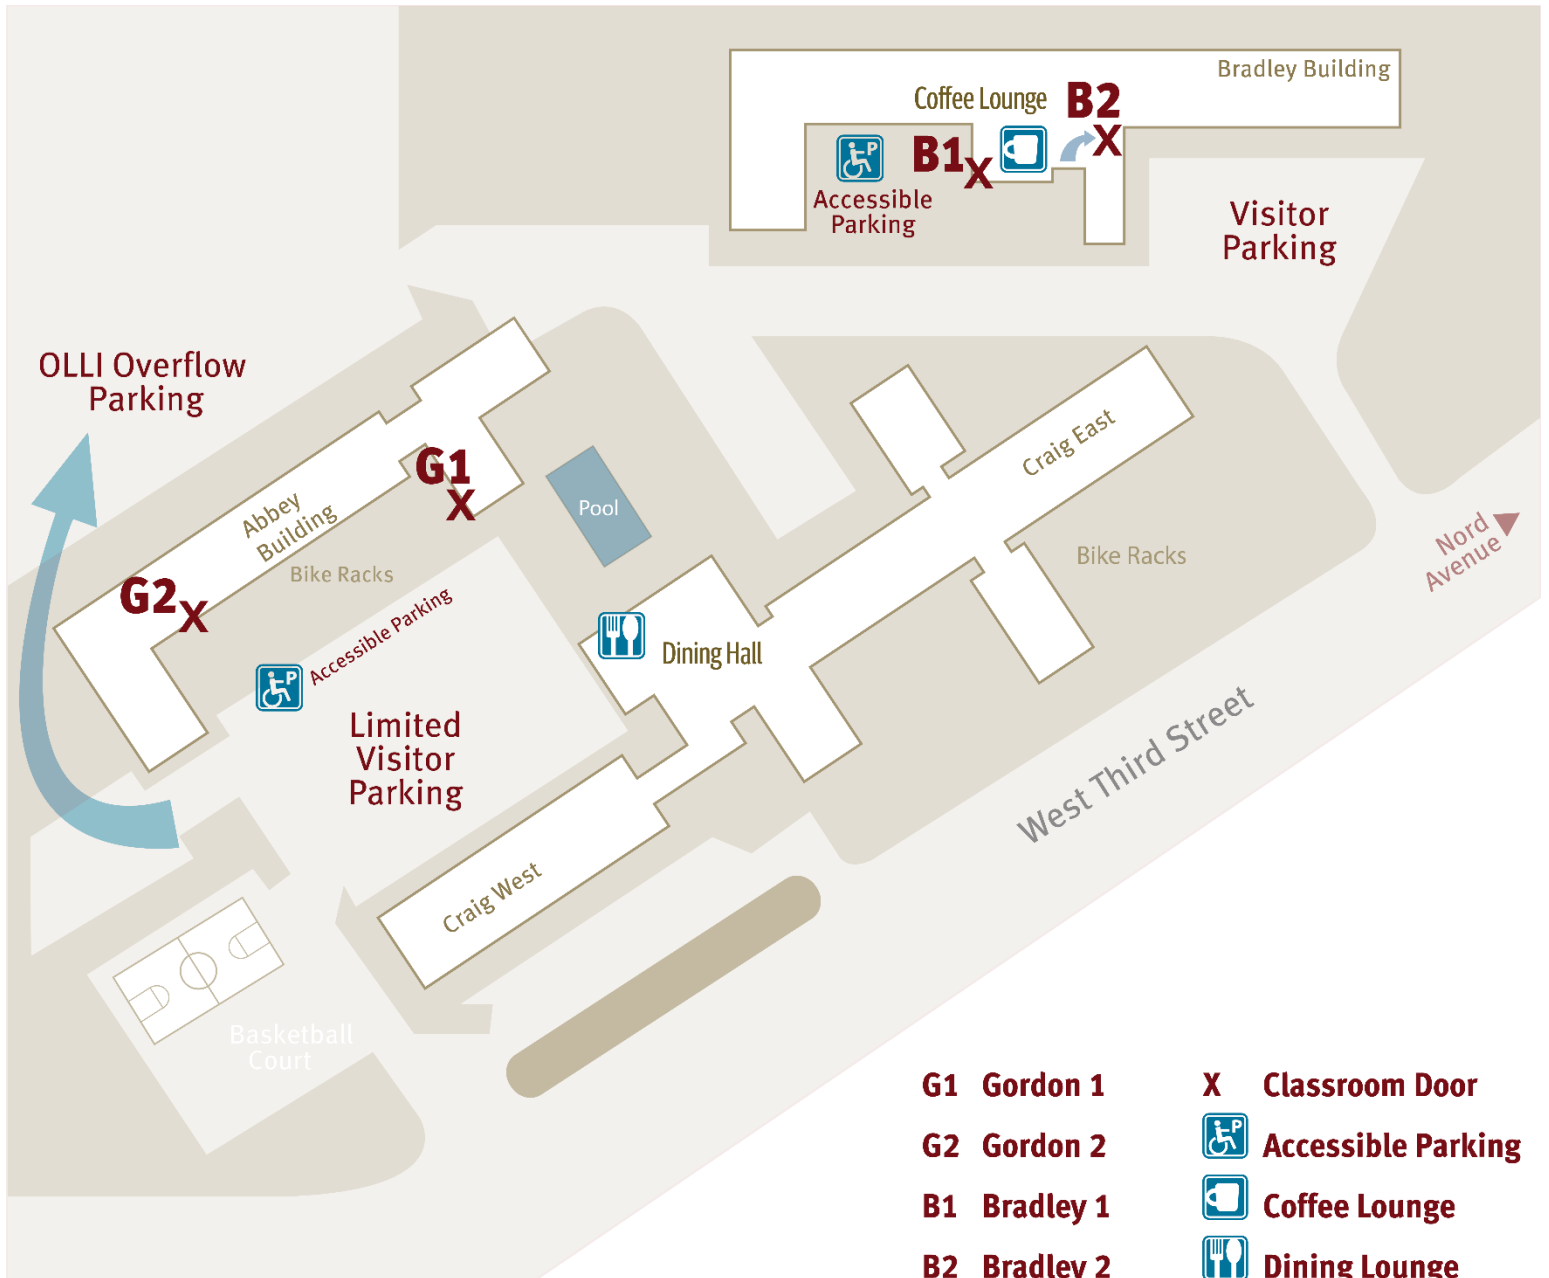 Bradley Building
Coffee Lounge
B2
B1
P
Accessible
Parking
Visitor
Parking
OLLI Overflow
Parking
G1
Abbey
Building
Pool
Craig East
Bike Racks
Nord
Avenue
Bike Racks
G2
Accessible Parking
P
Dining Hall
Limited
Visitor
Parking
West Third Street
Craig West
Basketball
Court
G1 Gordon 1
G2 Gordon 2
B1 Bradley 1
B2 Bradley 2
X Classroom Door
P Accessible Parking
Coffee Lounge
Dining Lounge